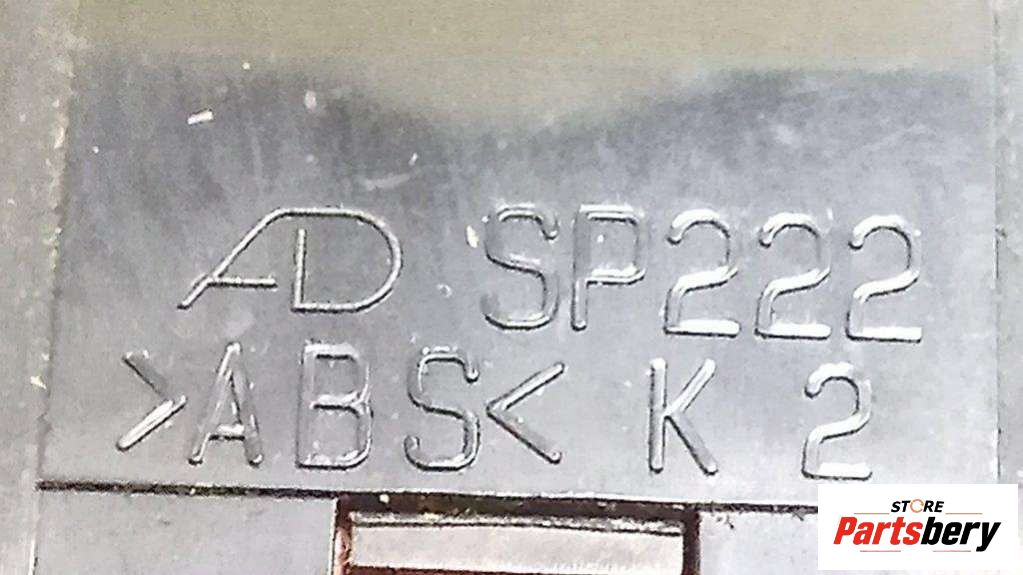 AD SP222
>ABS< K 2
STORE
Partsbery